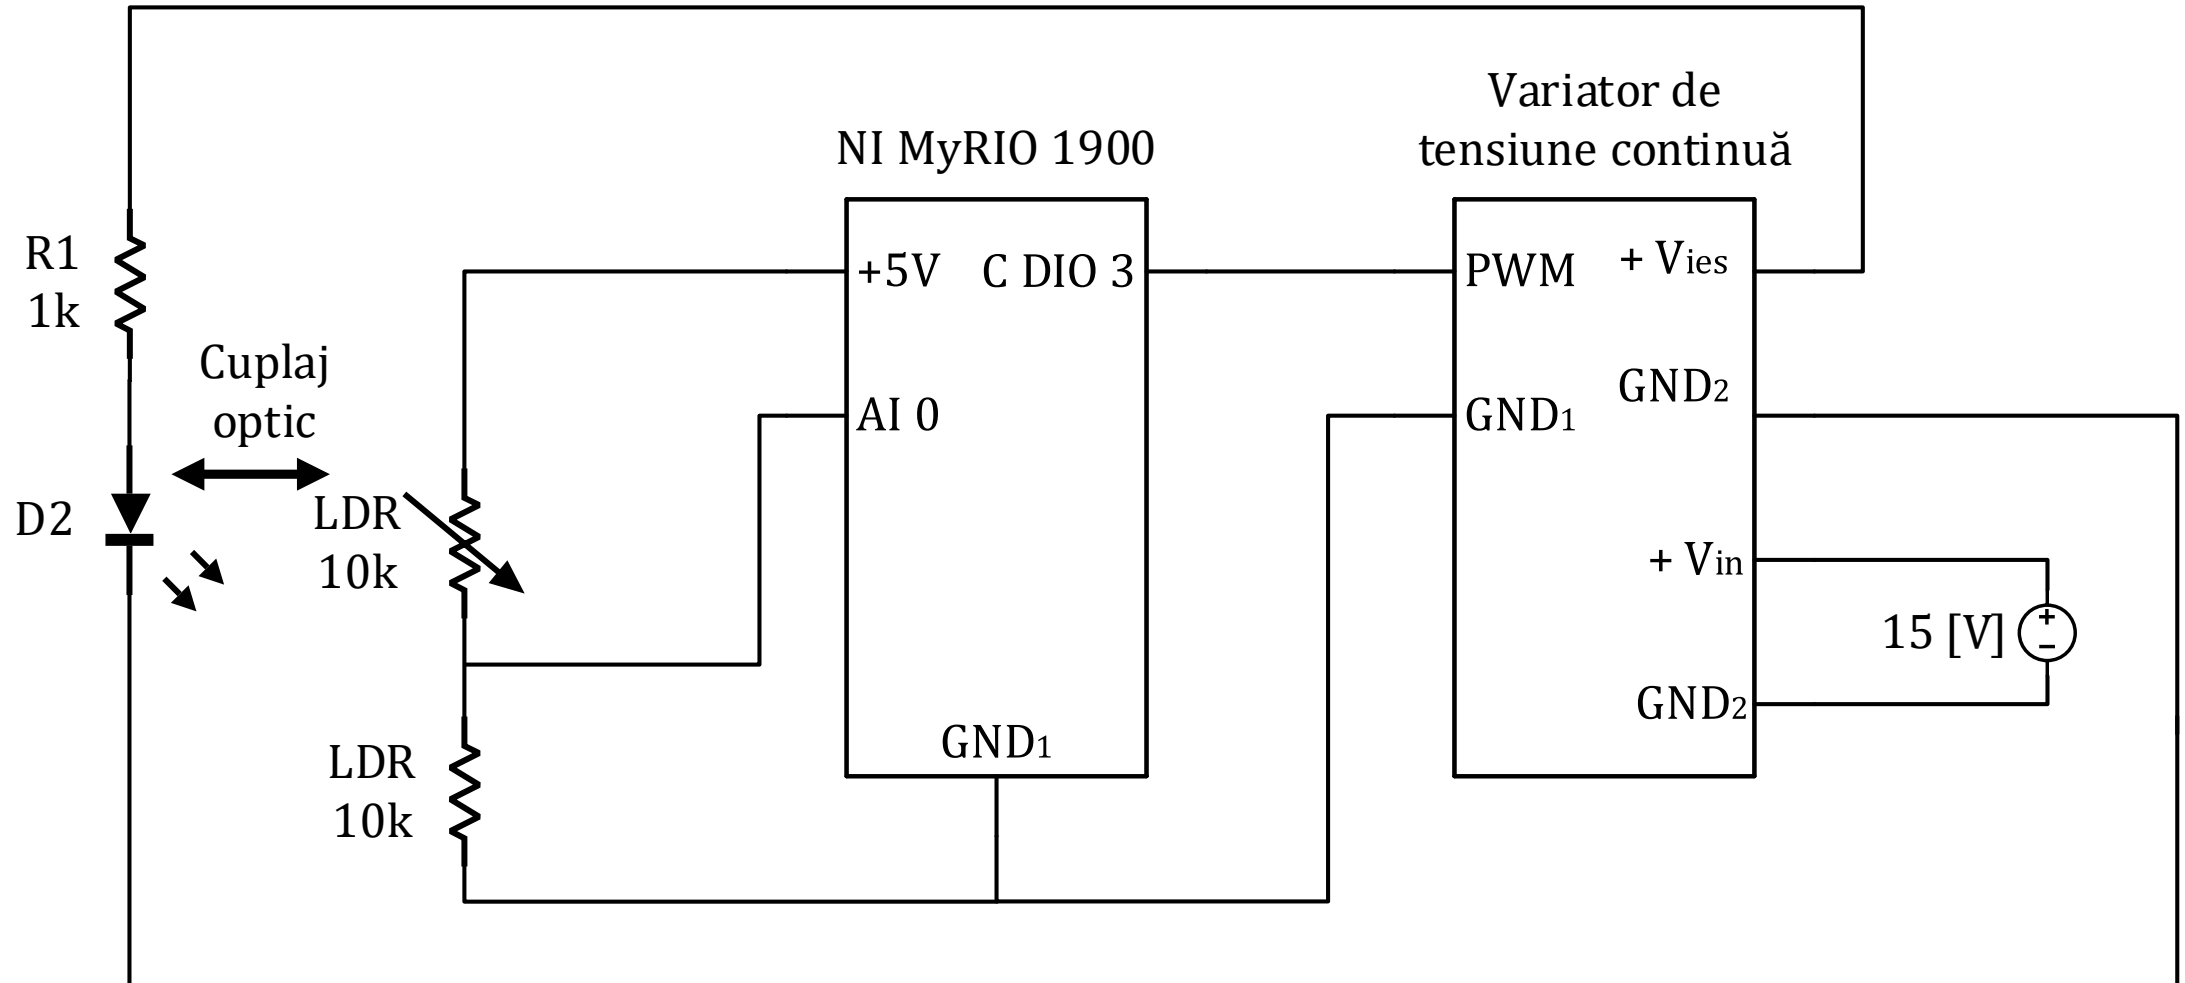 Variator de
tensiune continuă
NI MyRIO 1900
R1
1k
+5V
C DIO 3
PWM
+ Vies
Cuplaj
optic
AI 0
GND1
GND2
D2
LDR
10k
+ Vin
15 [V]
+
−
GND2
GND1
LDR
10k